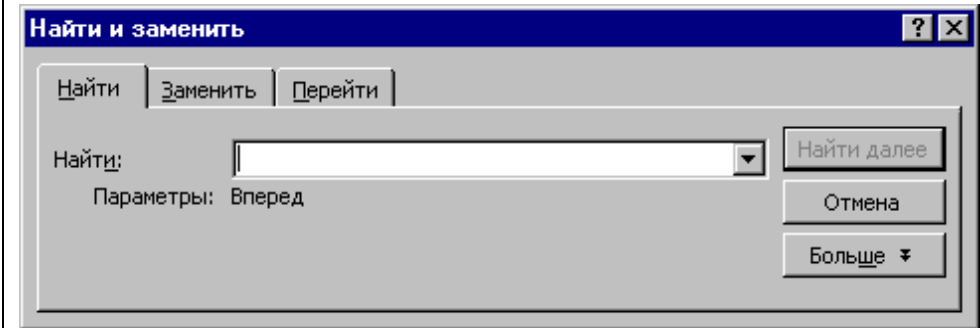 Найти и заменить
Найти Заменить Перейти
Найти: Найти далее
Параметры: Вперед Отмена
Больше